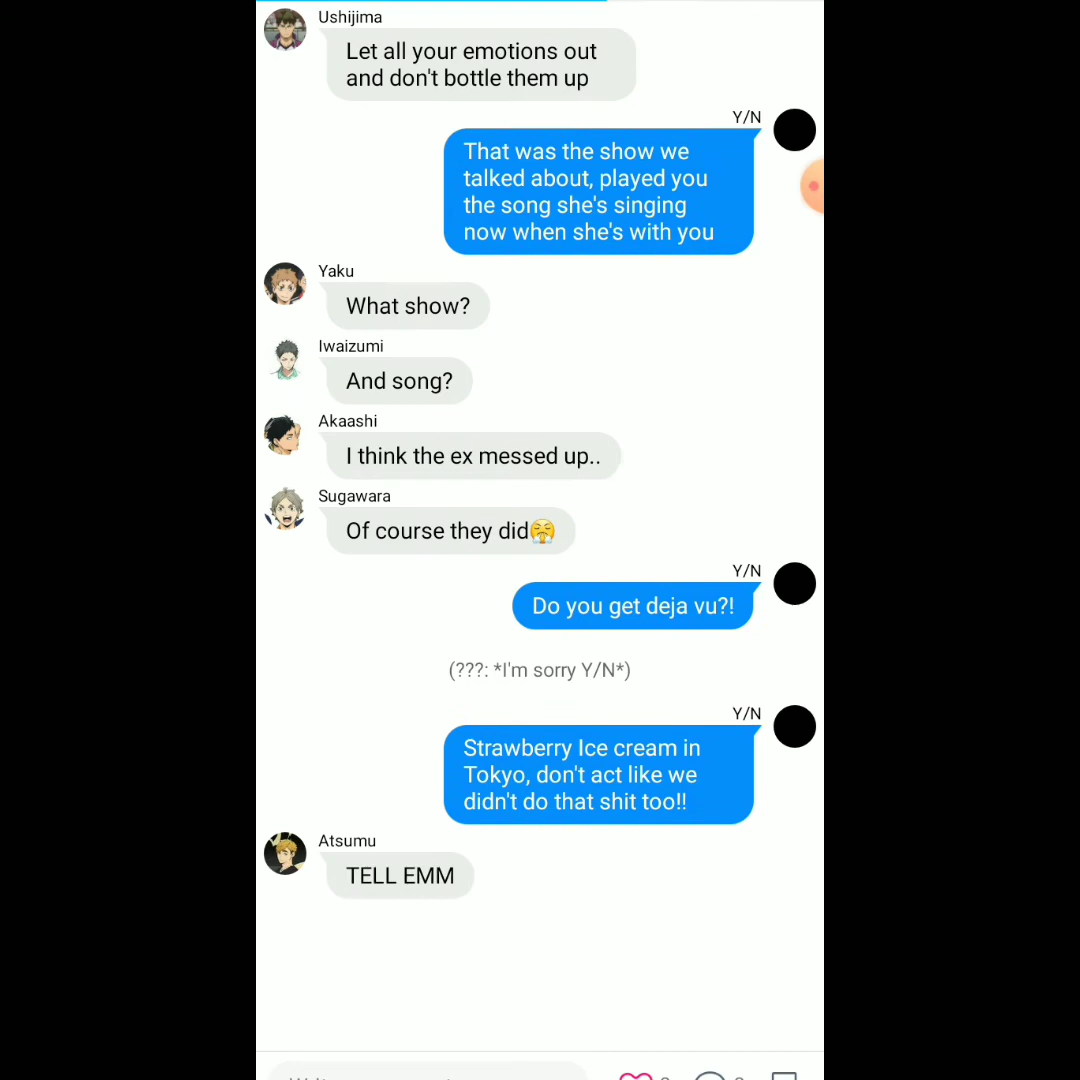 Ushijima
Let all your emotions out
and don't bottle them up
Y/N
That was the show we
talked about, played you
the song she's singing
now when she's with you
Yaku
What show?
Iwaizumi
And song?
Akaashi
I think the ex messed up..
Sugawara
Of course they did😤
Y/N
Do you get deja vu?!
(???: *I'm sorry Y/N*)
Y/N
Strawberry Ice cream in
Tokyo, don't act like we
didn't do that shit too!!
Atsumu
TELL EMM